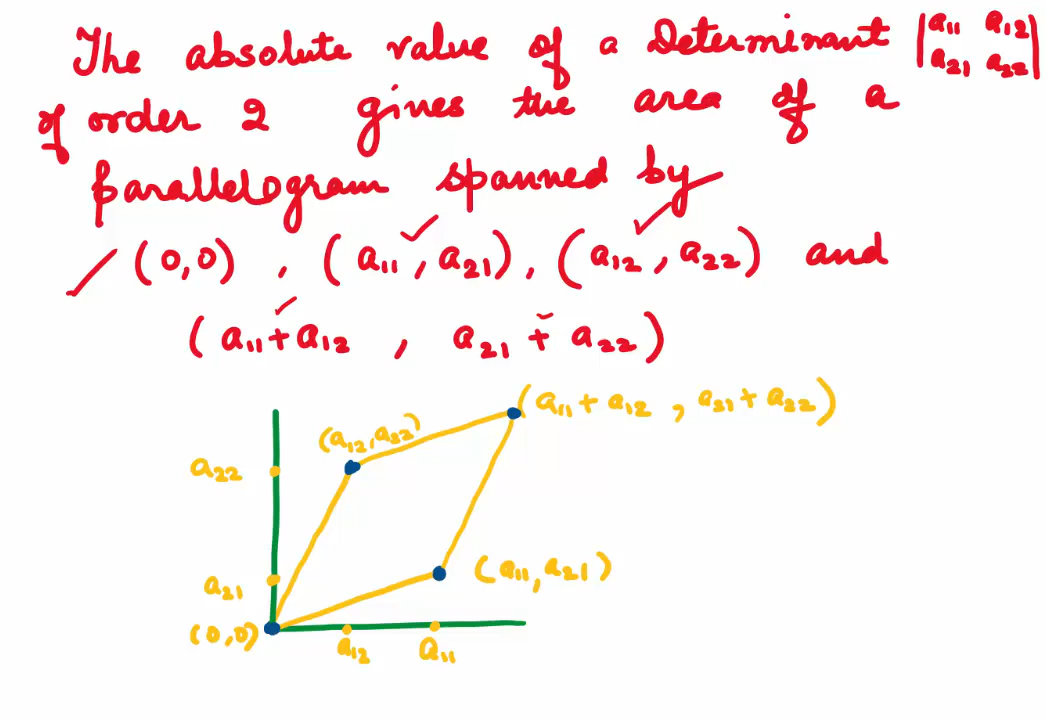 The absolute value of a Determinant |a11 a12|
|a21 a22|
of order 2 gives the area of a
parallelogram spanned by
(0,0), (a11, a21), (a12, a22) and
(a11+a12, a21+a22)
(a11+a12, a21+a22)
(a12,a22)
a22
(a11,a21)
a21
(0,0)
a12 a11